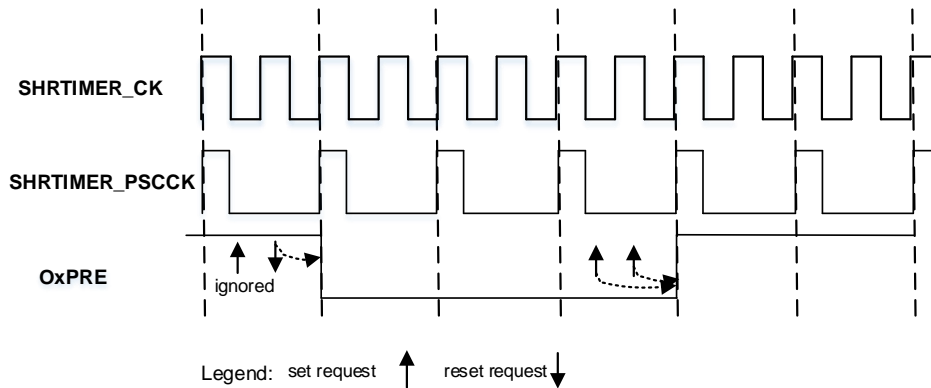 SHRTIMER_CK
SHRTIMER_PSCCK
OxPRE
ignored
Legend: set request reset request